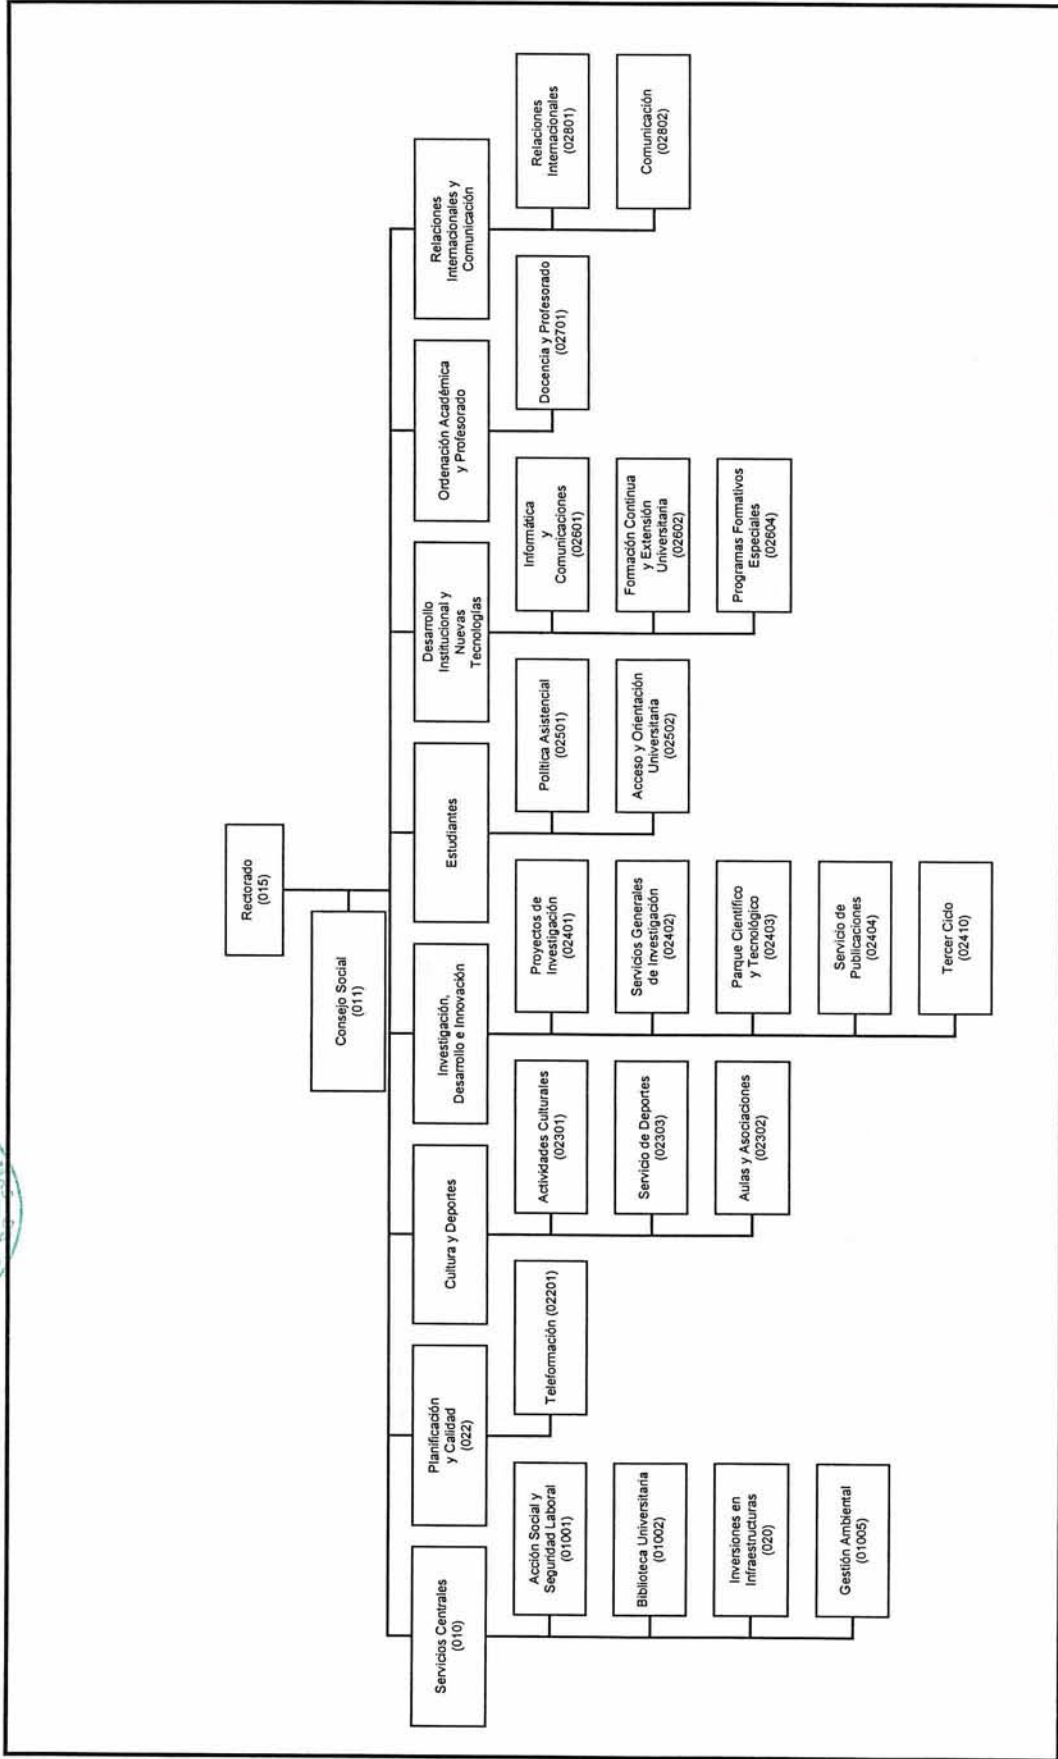 Rectorado
(015)
Consejo Social
(011)
Servicios Centrales
(010)
Acción Social y
Seguridad Laboral
(01001)
Biblioteca Universitaria
(01002)
Inversiones en
Infraestructuras
(020)
Gestión Ambiental
(01005)
Planificación
y Calidad
(022)
Teleformación (02201)
Cultura y Deportes
Actividades Culturales
(02301)
Servicio de Deportes
(02303)
Aulas y Asociaciones
(02302)
Investigación,
Desarrollo e Innovación
Proyectos de
Investigación
(02401)
Servicios Generales
de Investigación
(02402)
Parque Científico
y Tecnológico
(02403)
Servicio de
Publicaciones
(02404)
Tercer Ciclo
(02410)
Estudiantes
Política Asistencial
(02501)
Acceso y Orientación
Universitaria
(02502)
Desarrollo
Institucional y
Nuevas
Tecnologías
Informática
y
Comunicaciones
(02601)
Formación Continua
y Extensión
Universitaria
(02602)
Programas Formativos
Especiales
(02604)
Ordenación Académica
y Profesorado
Docencia y Profesorado
(02701)
Relaciones
Internacionales y
Comunicación
Relaciones
Internacionales
(02801)
Comunicación
(02802)